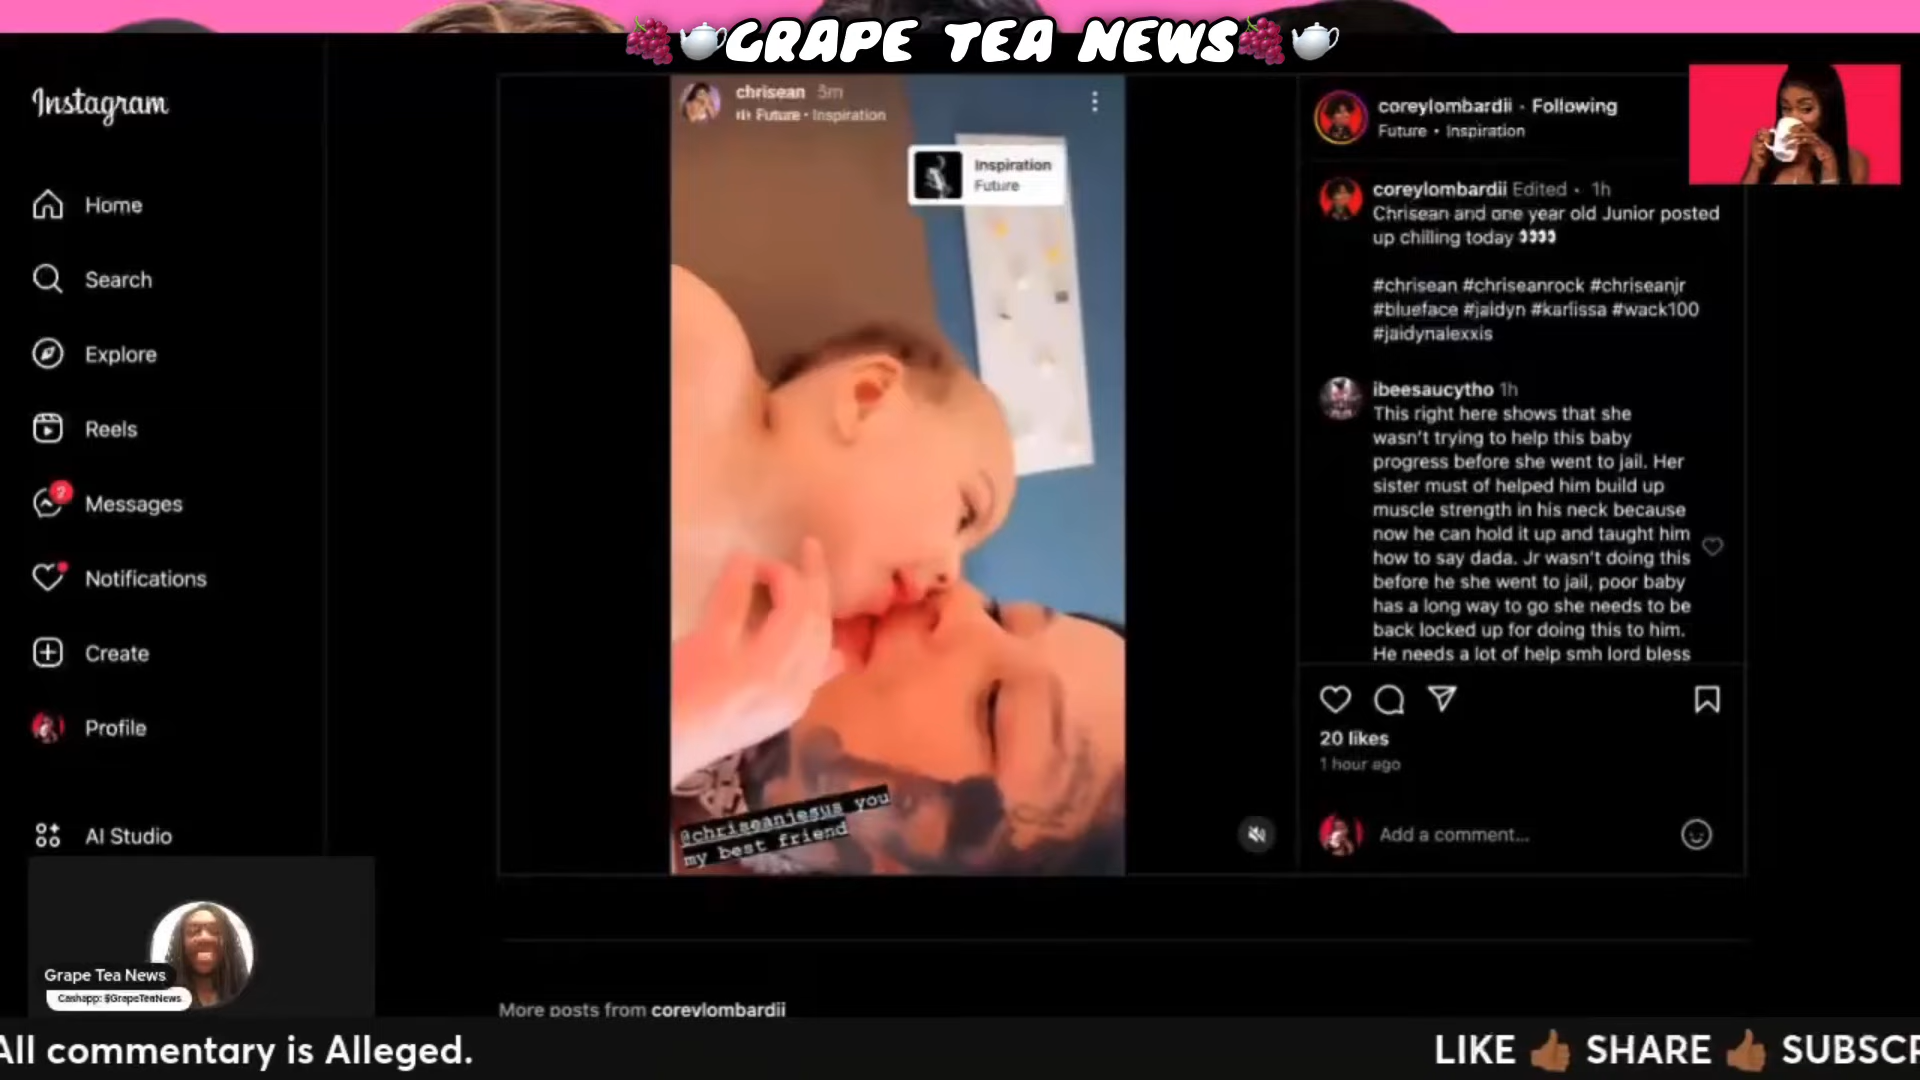 GRAPE TEA NEWS
Instagram
Home
Search
Explore
Reels
2
Messages
Notifications
Create
Profile
AI Studio
Grape Tea News
Cashapp: $GrapeTeaNews
chrisean 5m
Future • Inspiration
Inspiration
Future
@chriseanjesus you
my best friend
coreylombardii • Following
Future • Inspiration
coreylombardii Edited • 1h
Chrisean and one year old Junior posted
up chilling today
#chrisean #chriseanrock #chriseanjr
#blueface #jaidyn #karlissa #wack100
#jaidynalexxis
ibeesaucytho 1h
This right here shows that she
wasn't trying to help this baby
progress before she went to jail. Her
sister must of helped him build up
muscle strength in his neck because
now he can hold it up and taught him
how to say dada. Jr wasn't doing this
before he she went to jail, poor baby
has a long way to go she needs to be
back locked up for doing this to him.
He needs a lot of help smh lord bless
20 likes
1 hour ago
Add a comment...
More posts from coreylombardii
All commentary is Alleged.
LIKE 👍🏾 SHARE 👍🏾 SUBSCR